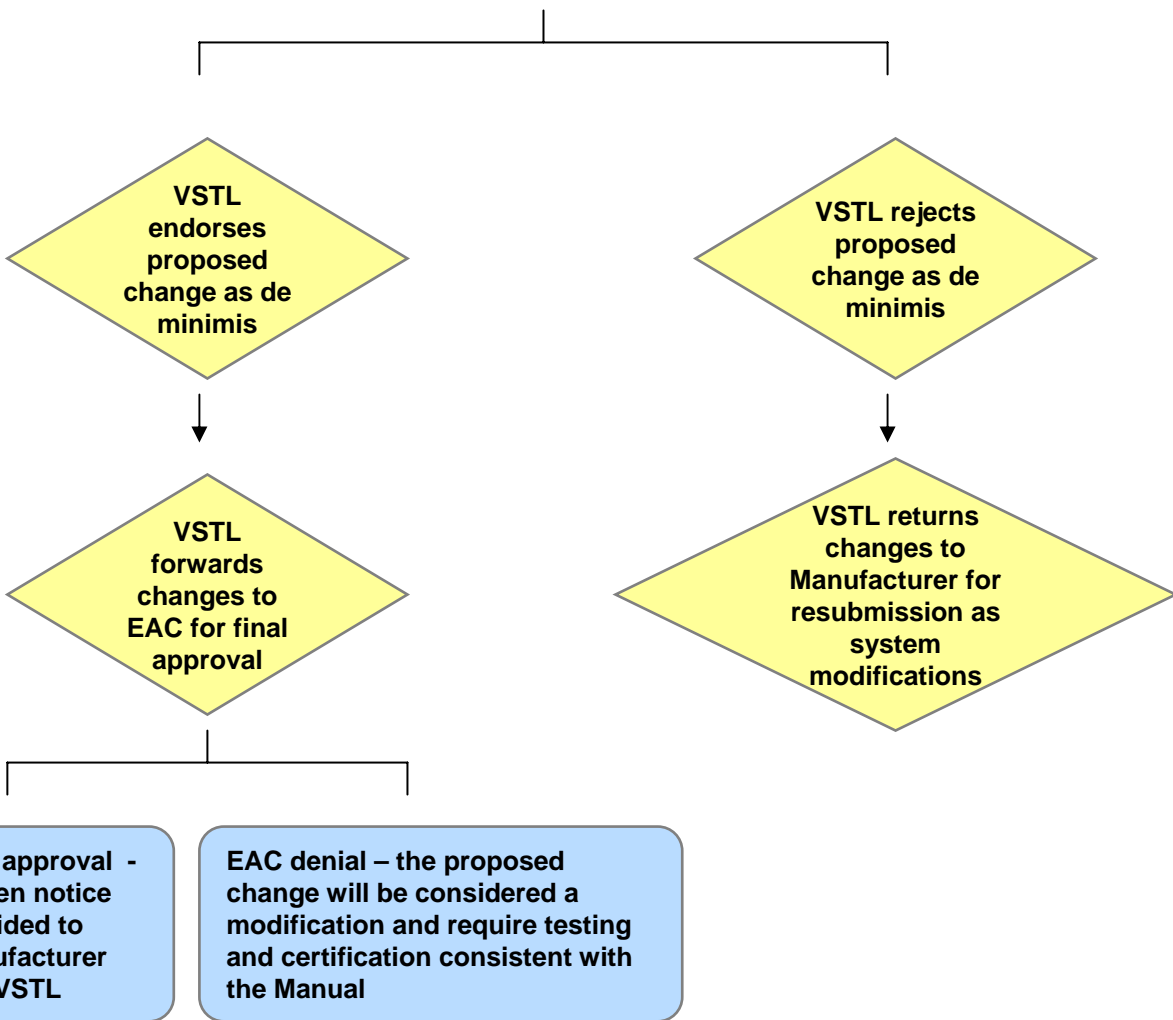 VSTL
endorses
proposed
change as de
minimis
VSTL rejects
proposed
change as de
minimis
VSTL
forwards
changes to
EAC for final
approval
VSTL returns
changes to
Manufacturer for
resubmission as
system
modifications
approval -
en notice
ided to
ufacturer
VSTL
EAC denial – the proposed
change will be considered a
modification and require testing
and certification consistent with
the Manual